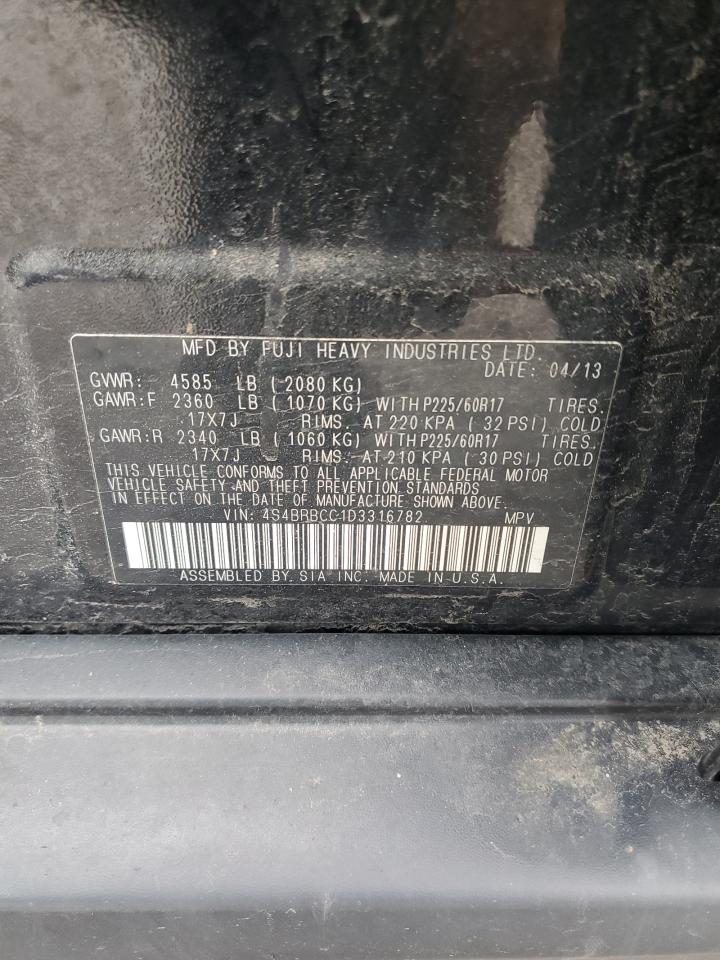 MFD BY FUJI HEAVY INDUSTRIES LTD.
DATE: 04/13
GVWR: 4585 LB (2080 KG)
GAWR:F 2360 LB (1070 KG) WITH P225/60R17 TIRES.
17X7J RIMS. AT 220 KPA (32 PSI) COLD
GAWR:R 2340 LB (1060 KG) WITH P225/60R17 TIRES.
17X7J RIMS. AT 210 KPA (30 PSI) COLD
THIS VEHICLE CONFORMS TO ALL APPLICABLE FEDERAL MOTOR
VEHICLE SAFETY AND THEFT PREVENTION STANDARDS
IN EFFECT ON THE DATE OF MANUFACTURE SHOWN ABOVE.
VIN: 4S4BRBCC1D3316782 MPV
ASSEMBLED BY SIA INC. MADE IN U.S.A.